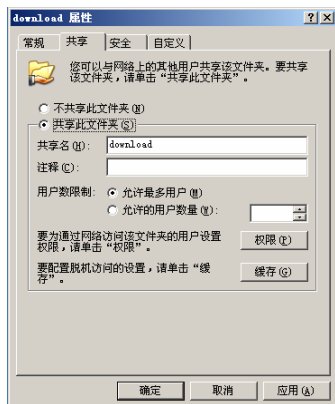 download 属性
常规 共享 安全 自定义
您可以与网络上的其他用户共享该文件夹。要共享
该文件夹，请单击“共享此文件夹”。
不共享此文件夹(N)
共享此文件夹(S)
共享名(H): download
注释(C):
用户数限制: 允许最多用户(M)
允许的用户数量(W):
要为通过网络访问该文件夹的用户设置
权限，请单击“权限”。
权限(P)
要配置脱机访问的设置，请单击“缓
存”。
缓存(G)
确定 取消 应用(A)